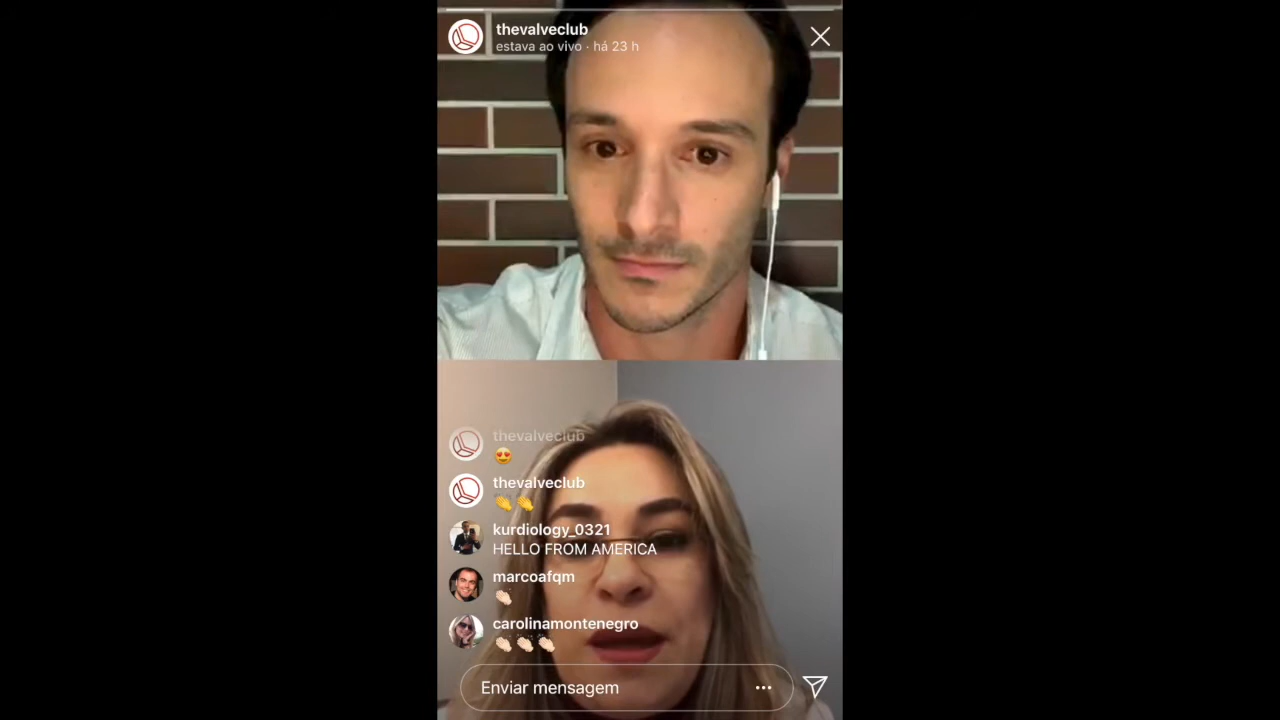 thevalveclub
estava ao vivo · há 23 h
thevalveclub
😍
thevalveclub
👏👏
kurdiology_0321
HELLO FROM AMERICA
marcoafqm
👏🏻
carolinamontenegro
👏🏻👏🏻👏🏻
Enviar mensagem